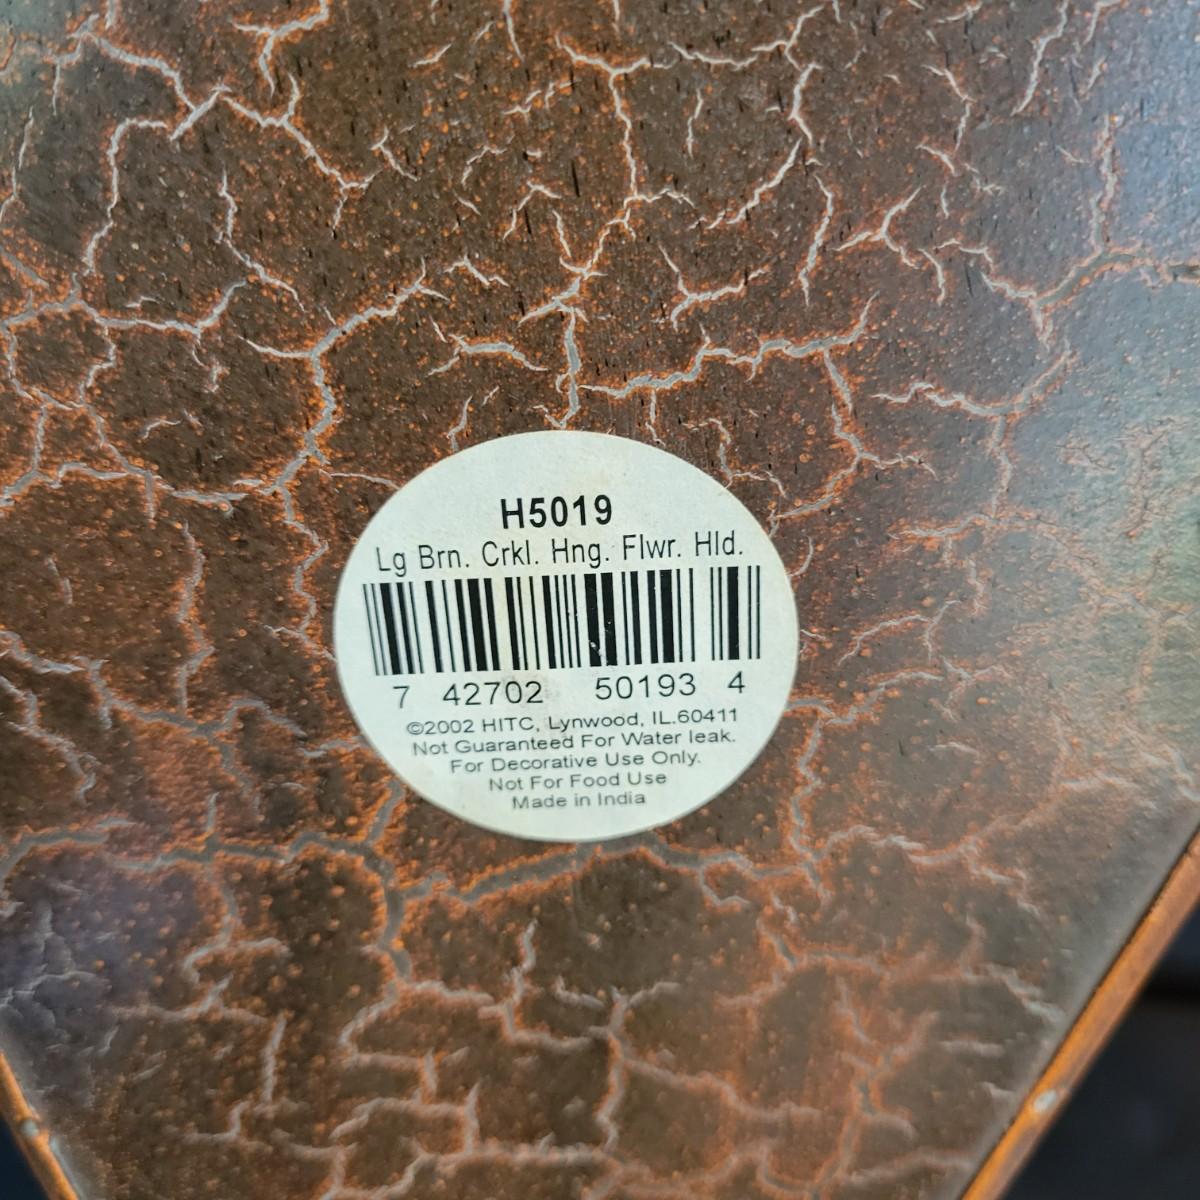 H5019
Lg Brn. Crkl. Hng. Flwr. Hld.
7 42702 50193 4
©2002 HITC, Lynwood, IL.60411
Not Guaranteed For Water leak.
For Decorative Use Only.
Not For Food Use
Made in India